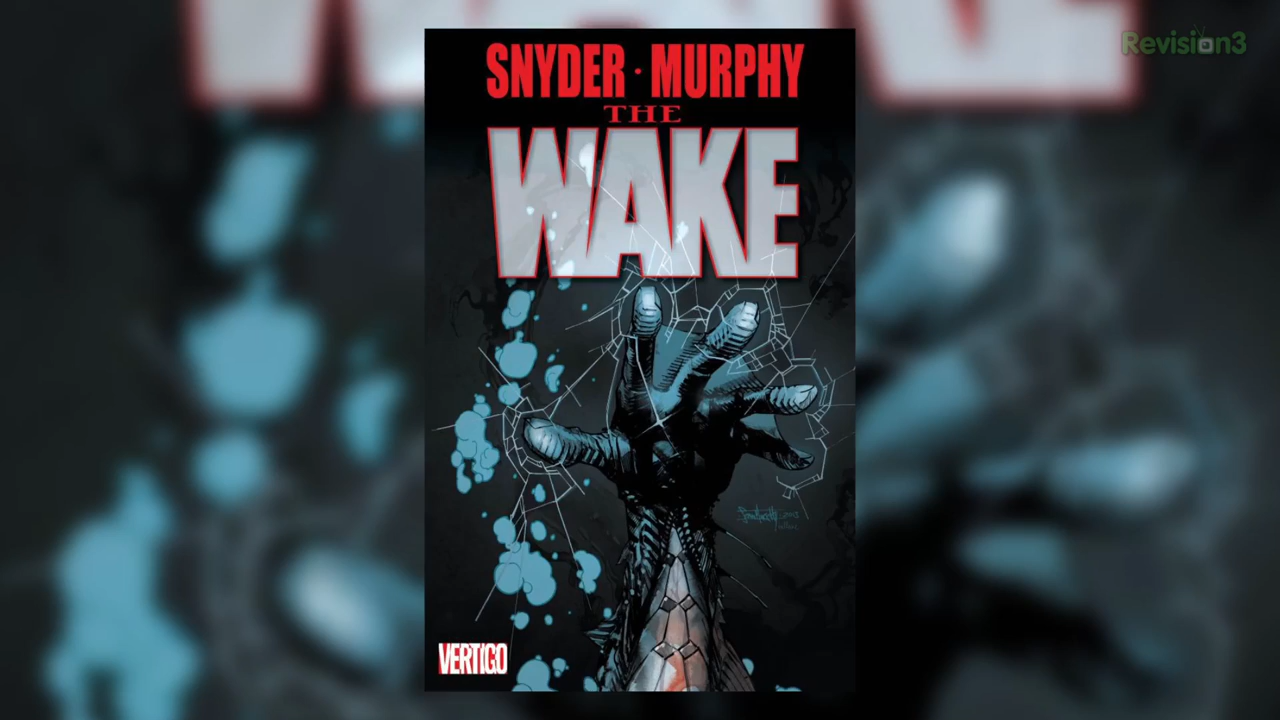 Revision3
SNYDER · MURPHY
THE
WAKE
VERTIGO